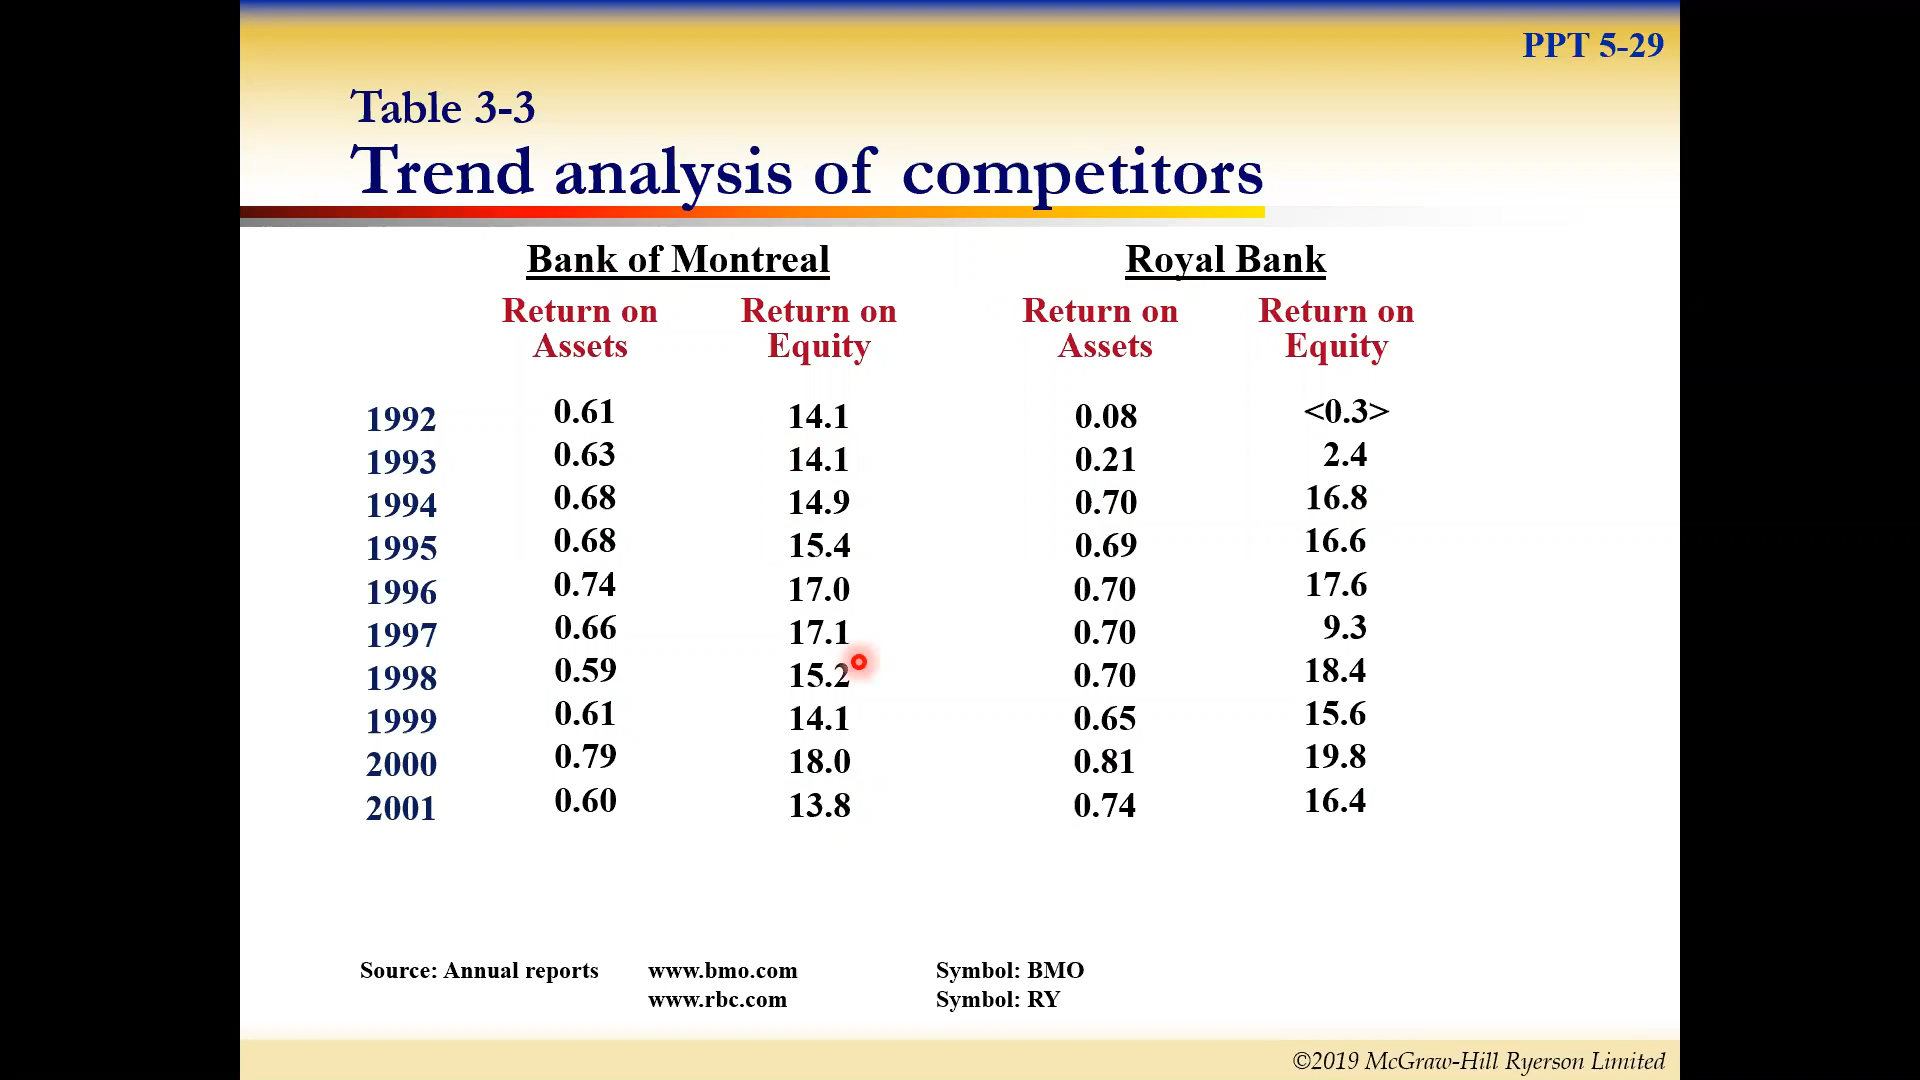 PPT 5-29
Table 3-3
Trend analysis of competitors
Bank of Montreal Royal Bank
Return on Return on Return on Return on
Assets Equity Assets Equity
1992 0.61 14.1 0.08 <0.3>
1993 0.63 14.1 0.21 2.4
1994 0.68 14.9 0.70 16.8
1995 0.68 15.4 0.69 16.6
1996 0.74 17.0 0.70 17.6
1997 0.66 17.1 0.70 9.3
1998 0.59 15.2 0.70 18.4
1999 0.61 14.1 0.65 15.6
2000 0.79 18.0 0.81 19.8
2001 0.60 13.8 0.74 16.4
Source: Annual reports www.bmo.com Symbol: BMO
www.rbc.com Symbol: RY
©2019 McGraw-Hill Ryerson Limited